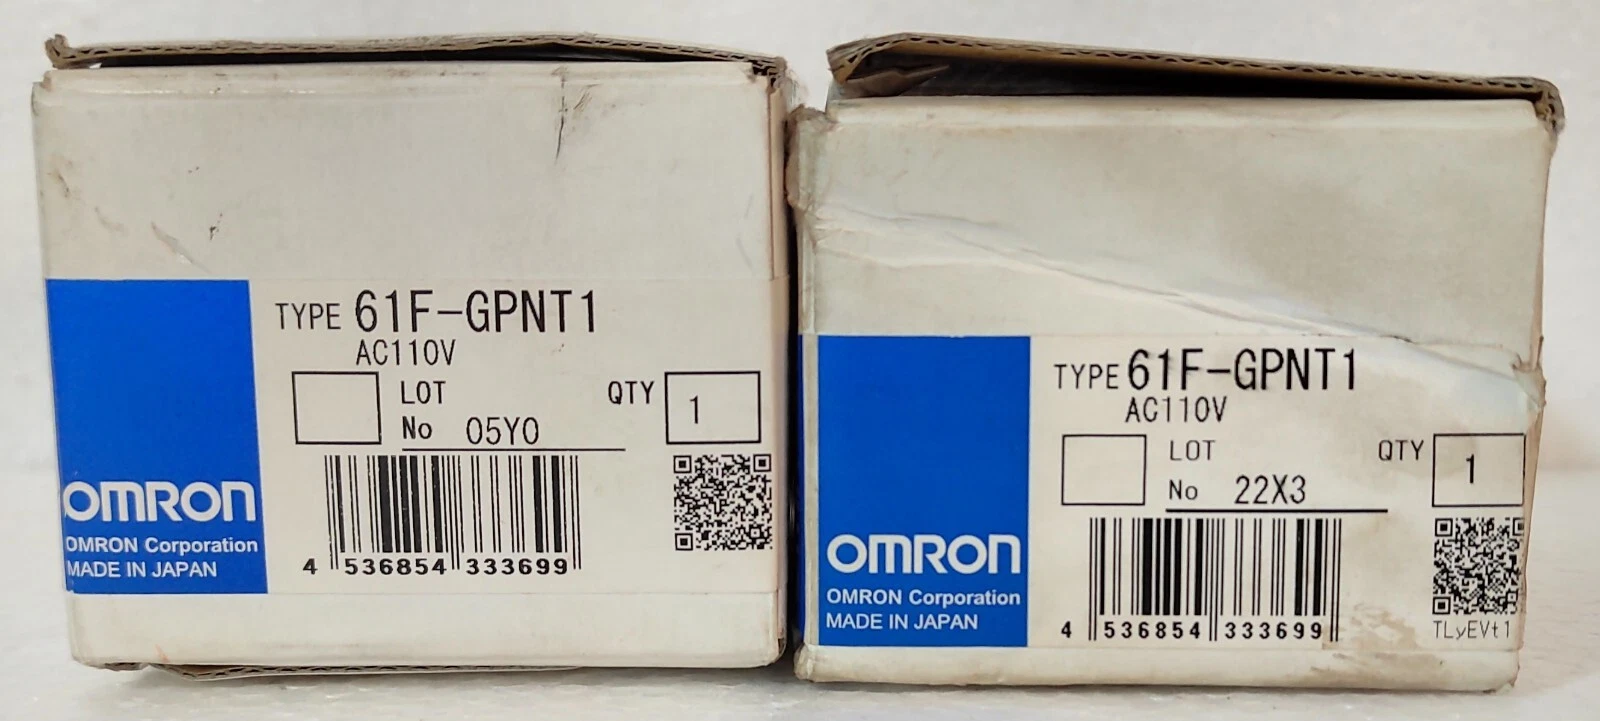 TYPE 61F-GPNT1
AC110V
LOT
No 05Y0
QTY 1
OMRON
OMRON Corporation
MADE IN JAPAN
4 536854 333699
TYPE 61F-GPNT1
AC110V
LOT
No 22X3
QTY 1
OMRON
OMRON Corporation
MADE IN JAPAN
4 536854 333699
TLyEVt1